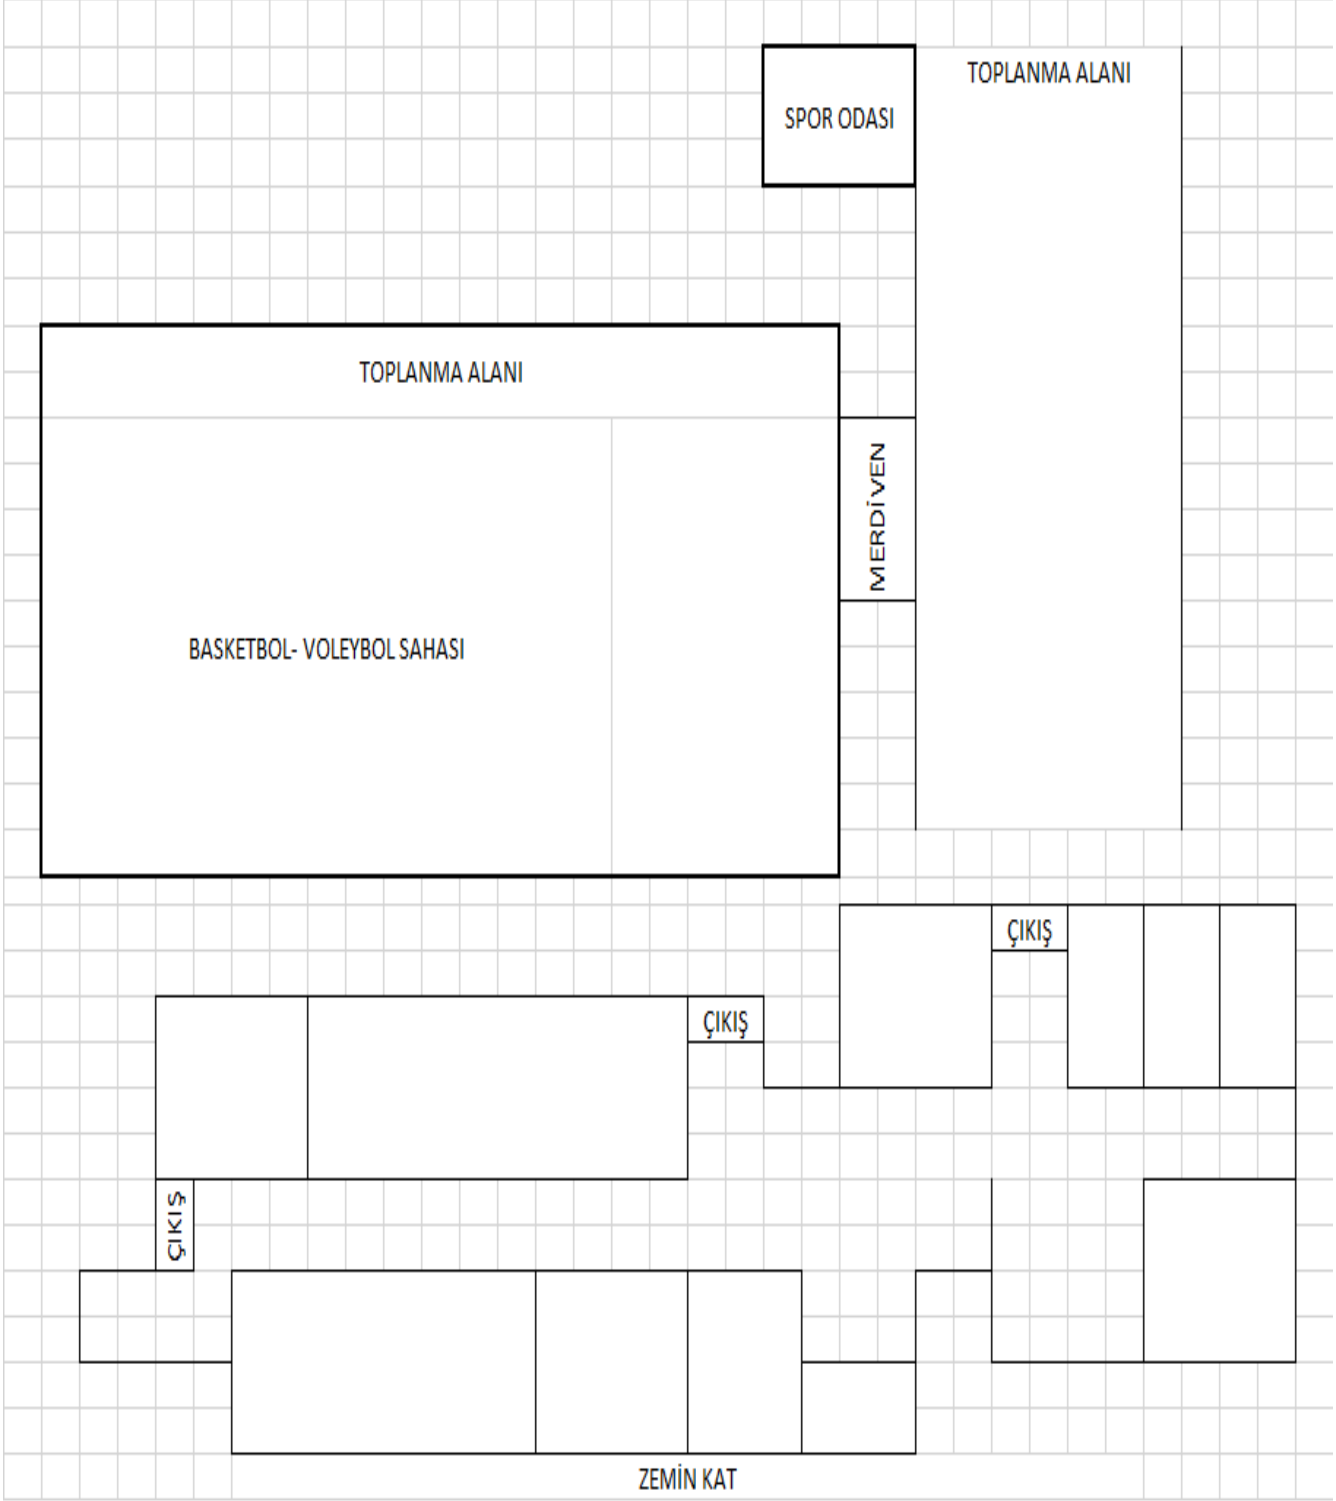 TOPLANMA ALANI
SPOR ODASI
TOPLANMA ALANI
MERDİVEN
BASKETBOL- VOLEYBOL SAHASI
ÇIKIŞ
ÇIKIŞ
ÇIKIŞ
ZEMİN KAT